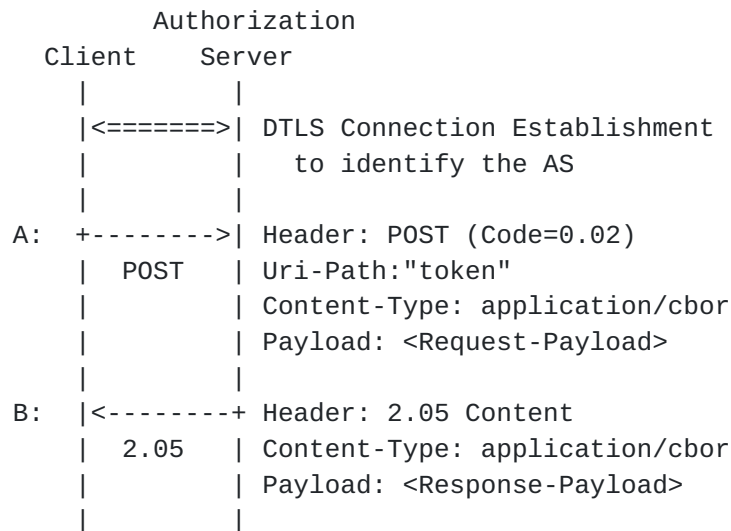 Authorization
Client    Server
|         |
|<=======>| DTLS Connection Establishment
|         |   to identify the AS
|         |
A:  +-------->| Header: POST (Code=0.02)
|  POST   | Uri-Path:"token"
|         | Content-Type: application/cbor
|         | Payload: <Request-Payload>
|         |
B:  |<--------+ Header: 2.05 Content
|  2.05   | Content-Type: application/cbor
|         | Payload: <Response-Payload>
|         |